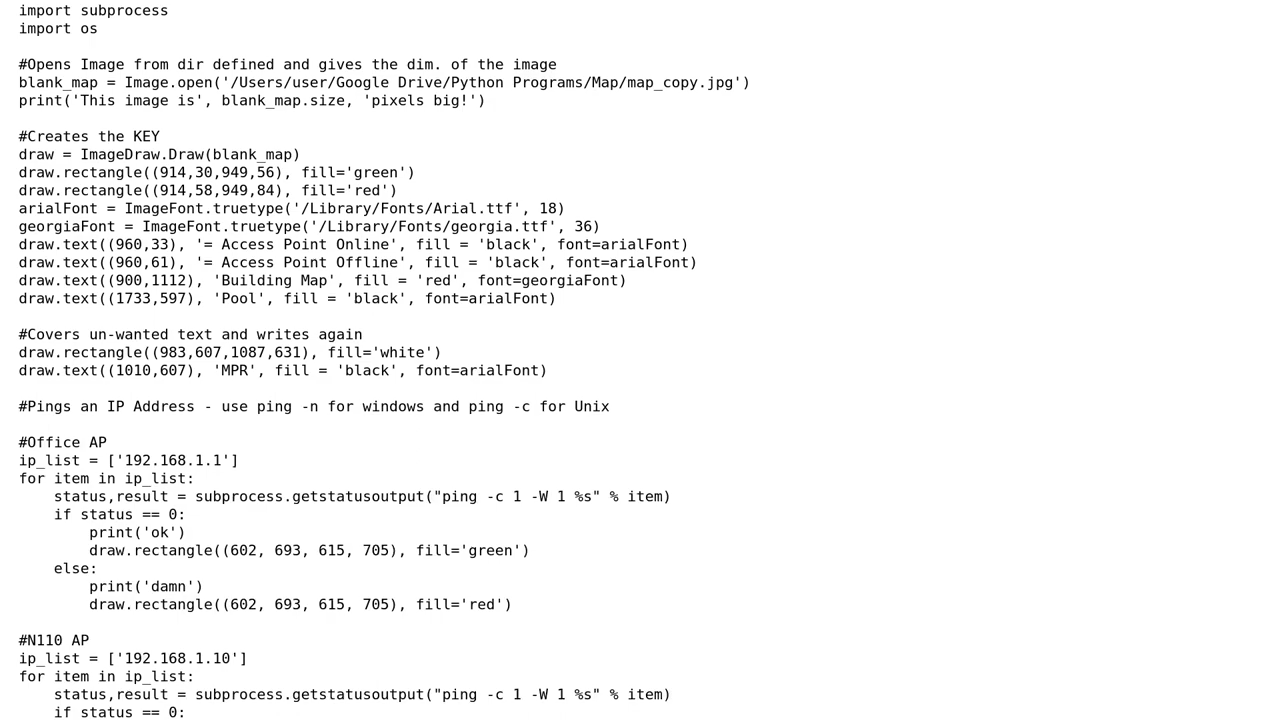 import subprocess
import os
#Opens Image from dir defined and gives the dim. of the image
blank_map = Image.open('/Users/user/Google Drive/Python Programs/Map/map_copy.jpg')
print('This image is', blank_map.size, 'pixels big!')
#Creates the KEY
draw = ImageDraw.Draw(blank_map)
draw.rectangle((914,30,949,56), fill='green')
draw.rectangle((914,58,949,84), fill='red')
arialFont = ImageFont.truetype('/Library/Fonts/Arial.ttf', 18)
georgiaFont = ImageFont.truetype('/Library/Fonts/georgia.ttf', 36)
draw.text((960,33), '= Access Point Online', fill = 'black', font=arialFont)
draw.text((960,61), '= Access Point Offline', fill = 'black', font=arialFont)
draw.text((900,1112), 'Building Map', fill = 'red', font=georgiaFont)
draw.text((1733,597), 'Pool', fill = 'black', font=arialFont)
#Covers un-wanted text and writes again
draw.rectangle((983,607,1087,631), fill='white')
draw.text((1010,607), 'MPR', fill = 'black', font=arialFont)
#Pings an IP Address - use ping -n for windows and ping -c for Unix
#Office AP
ip_list = ['192.168.1.1']
for item in ip_list:
    status,result = subprocess.getstatusoutput("ping -c 1 -W 1 %s" % item)
    if status == 0:
        print('ok')
        draw.rectangle((602, 693, 615, 705), fill='green')
    else:
        print('damn')
        draw.rectangle((602, 693, 615, 705), fill='red')
#N110 AP
ip_list = ['192.168.1.10']
for item in ip_list:
    status,result = subprocess.getstatusoutput("ping -c 1 -W 1 %s" % item)
    if status == 0: